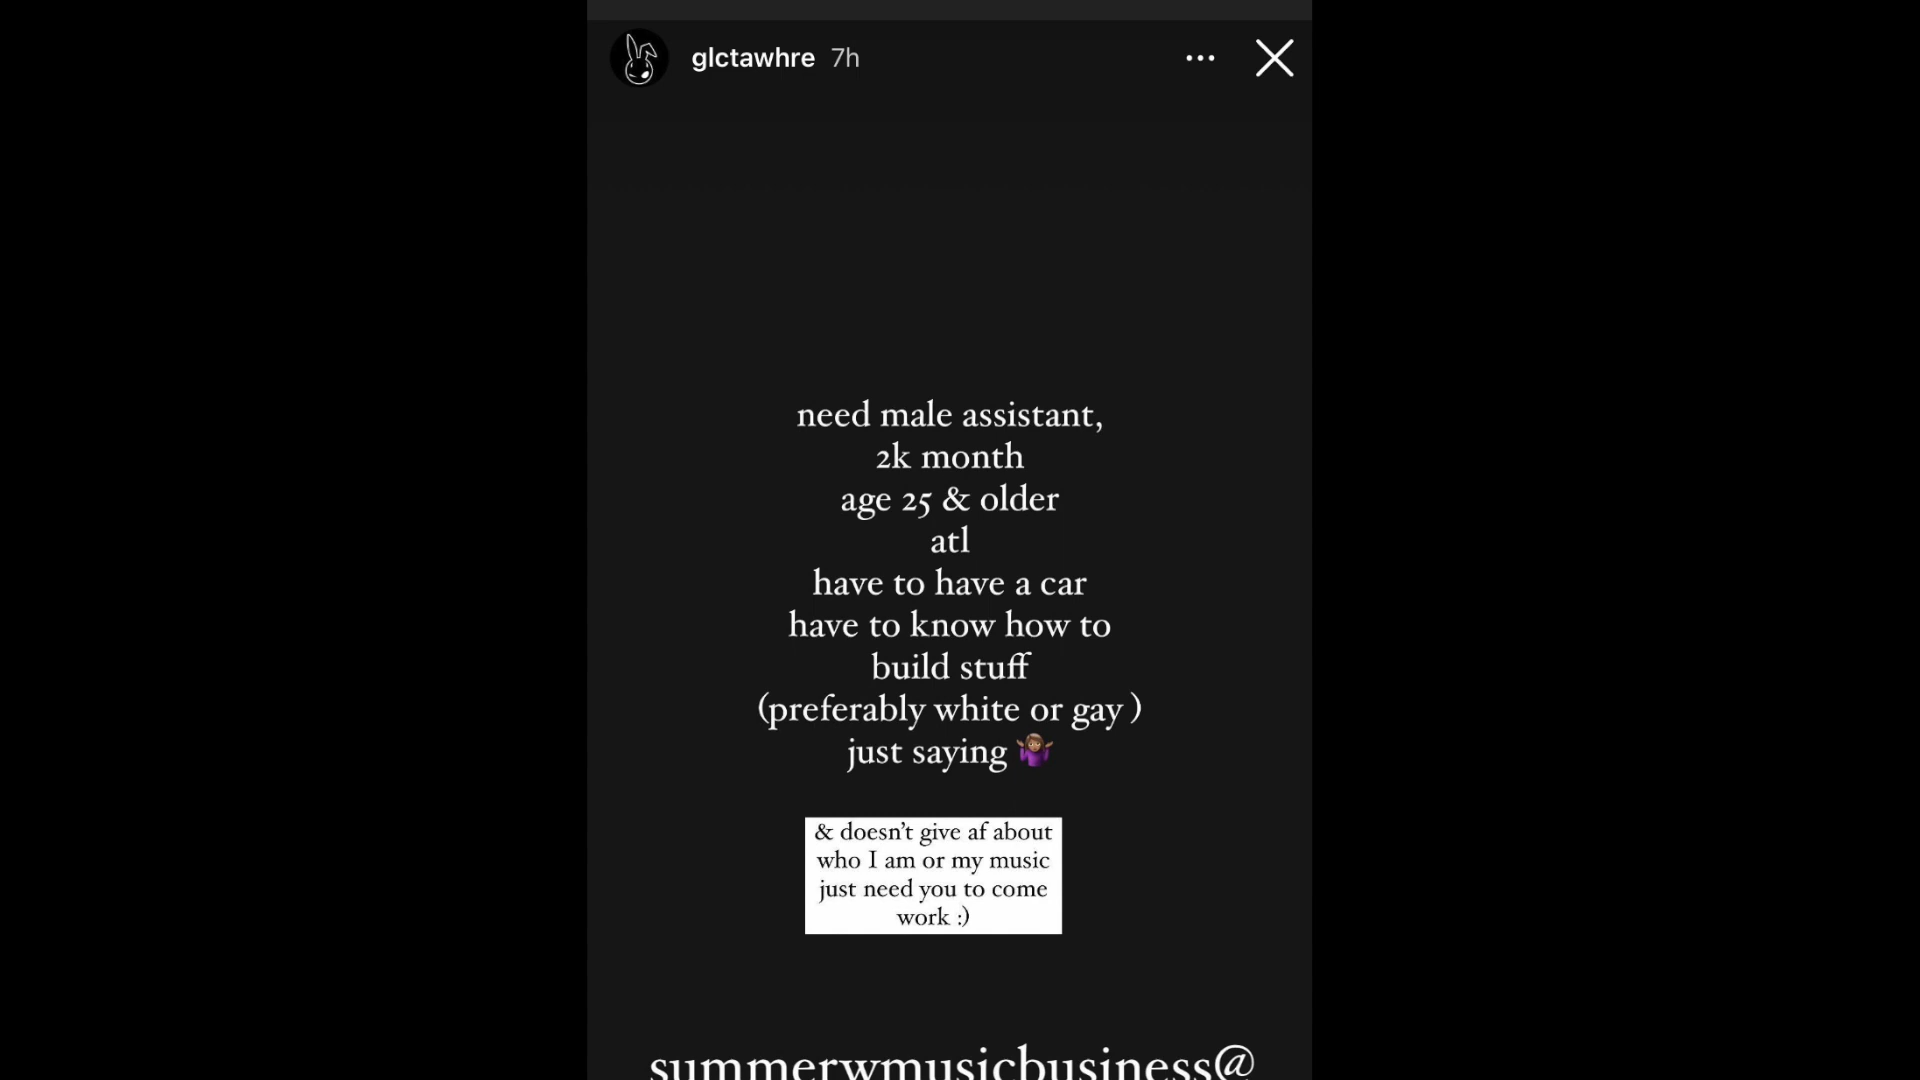 glctawhre 7h
need male assistant,
2k month
age 25 & older
atl
have to have a car
have to know how to
build stuff
(preferably white or gay )
just saying 🤷🏽‍♀️
& doesn’t give af about
who I am or my music
just need you to come
work :)
summerwmusicbusiness@